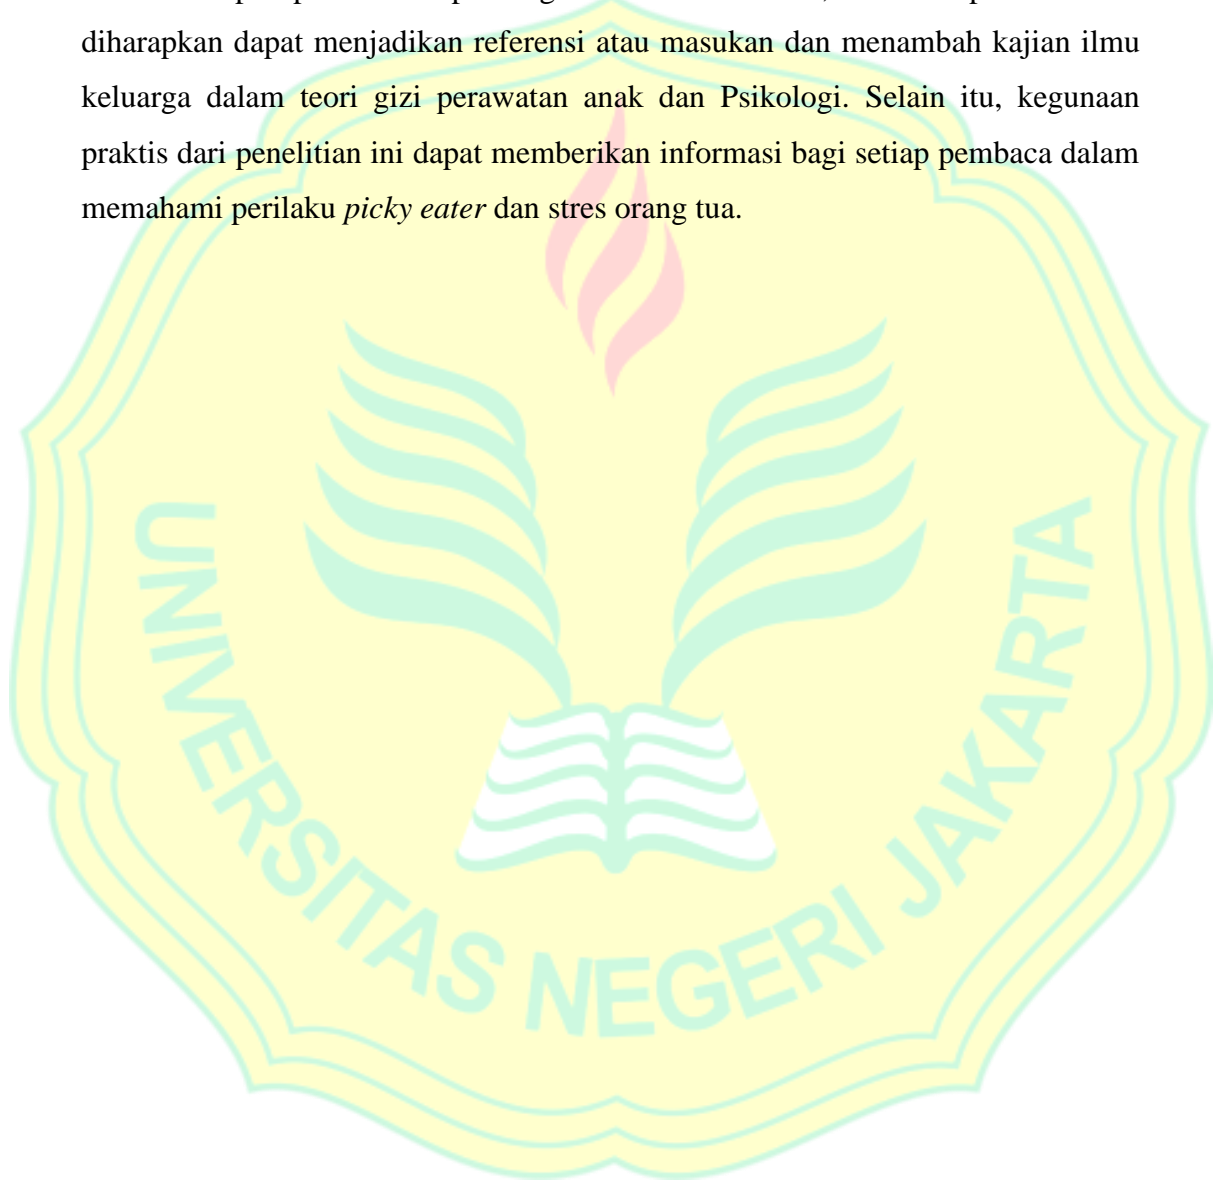 diharapkan dapat menjadikan referensi atau masukan dan menambah kajian ilmu
keluarga dalam teori gizi perawatan anak dan Psikologi. Selain itu, kegunaan
praktis dari penelitian ini dapat memberikan informasi bagi setiap pembaca dalam
memahami perilaku picky eater dan stres orang tua.
UNIVERSITAS NEGERI JAKARTA